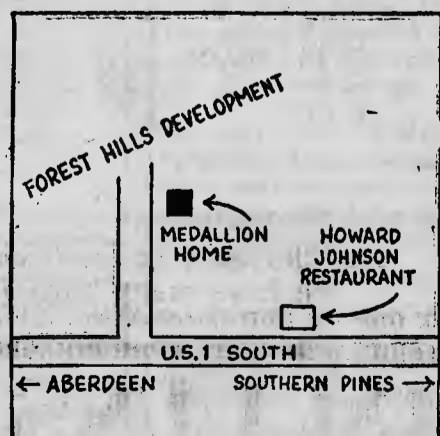 FOREST HILLS DEVELOPMENT
MEDALLION
HOME
HOWARD
JOHNSON
RESTAURANT
U.S. 1 SOUTH
← ABERDEEN SOUTHERN PINES →